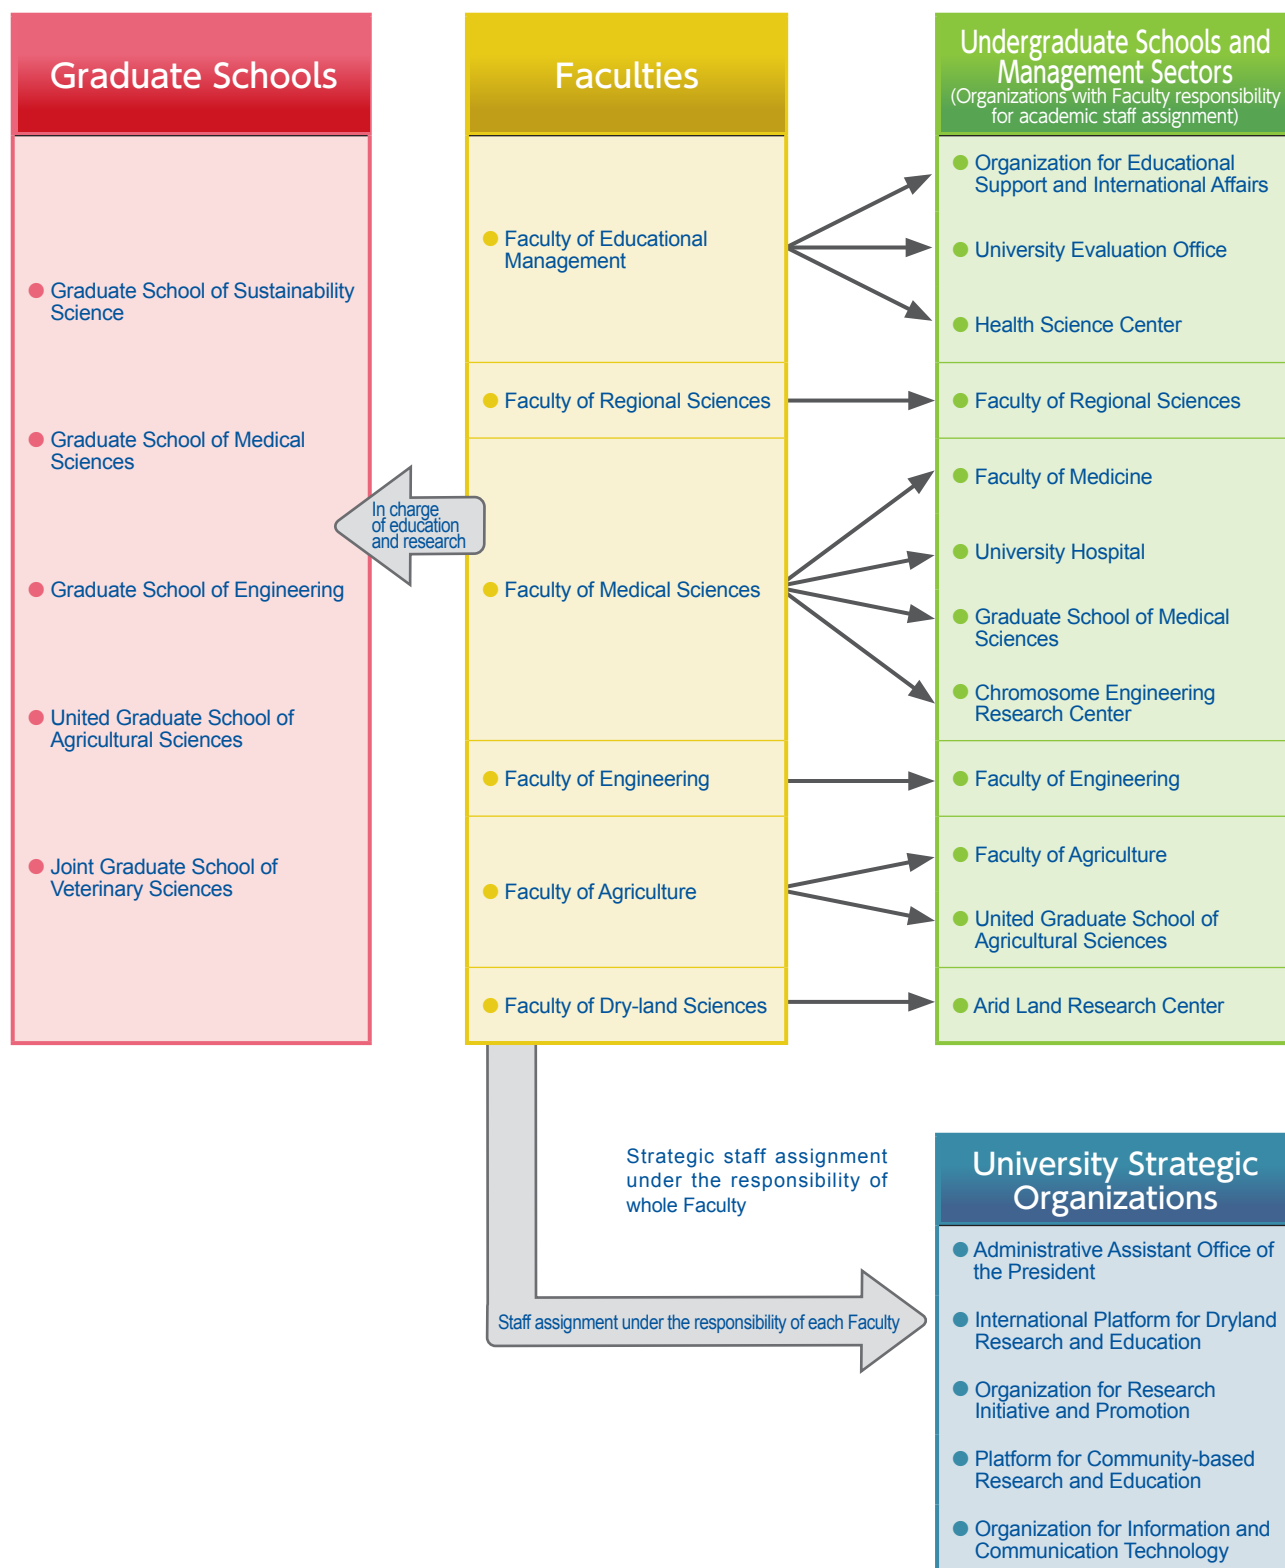 Graduate Schools
Graduate School of Sustainability
Science
Graduate School of Medical
Sciences
Graduate School of Engineering
United Graduate School of
Agricultural Sciences
Joint Graduate School of
Veterinary Sciences
In charge
of education
and research
Faculties
Faculty of Educational
Management
Faculty of Regional Sciences
Faculty of Medical Sciences
Faculty of Engineering
Faculty of Agriculture
Faculty of Dry-land Sciences
Undergraduate Schools and
Management Sectors
(Organizations with Faculty responsibility
for academic staff assignment)
Organization for Educational
Support and International Affairs
University Evaluation Office
Health Science Center
Faculty of Regional Sciences
Faculty of Medicine
University Hospital
Graduate School of Medical
Sciences
Chromosome Engineering
Research Center
Faculty of Engineering
Faculty of Agriculture
United Graduate School of
Agricultural Sciences
Arid Land Research Center
Strategic staff assignment
under the responsibility of
whole Faculty
Staff assignment under the responsibility of each Faculty
University Strategic
Organizations
Administrative Assistant Office of
the President
International Platform for Dryland
Research and Education
Organization for Research
Initiative and Promotion
Platform for Community-based
Research and Education
Organization for Information and
Communication Technology